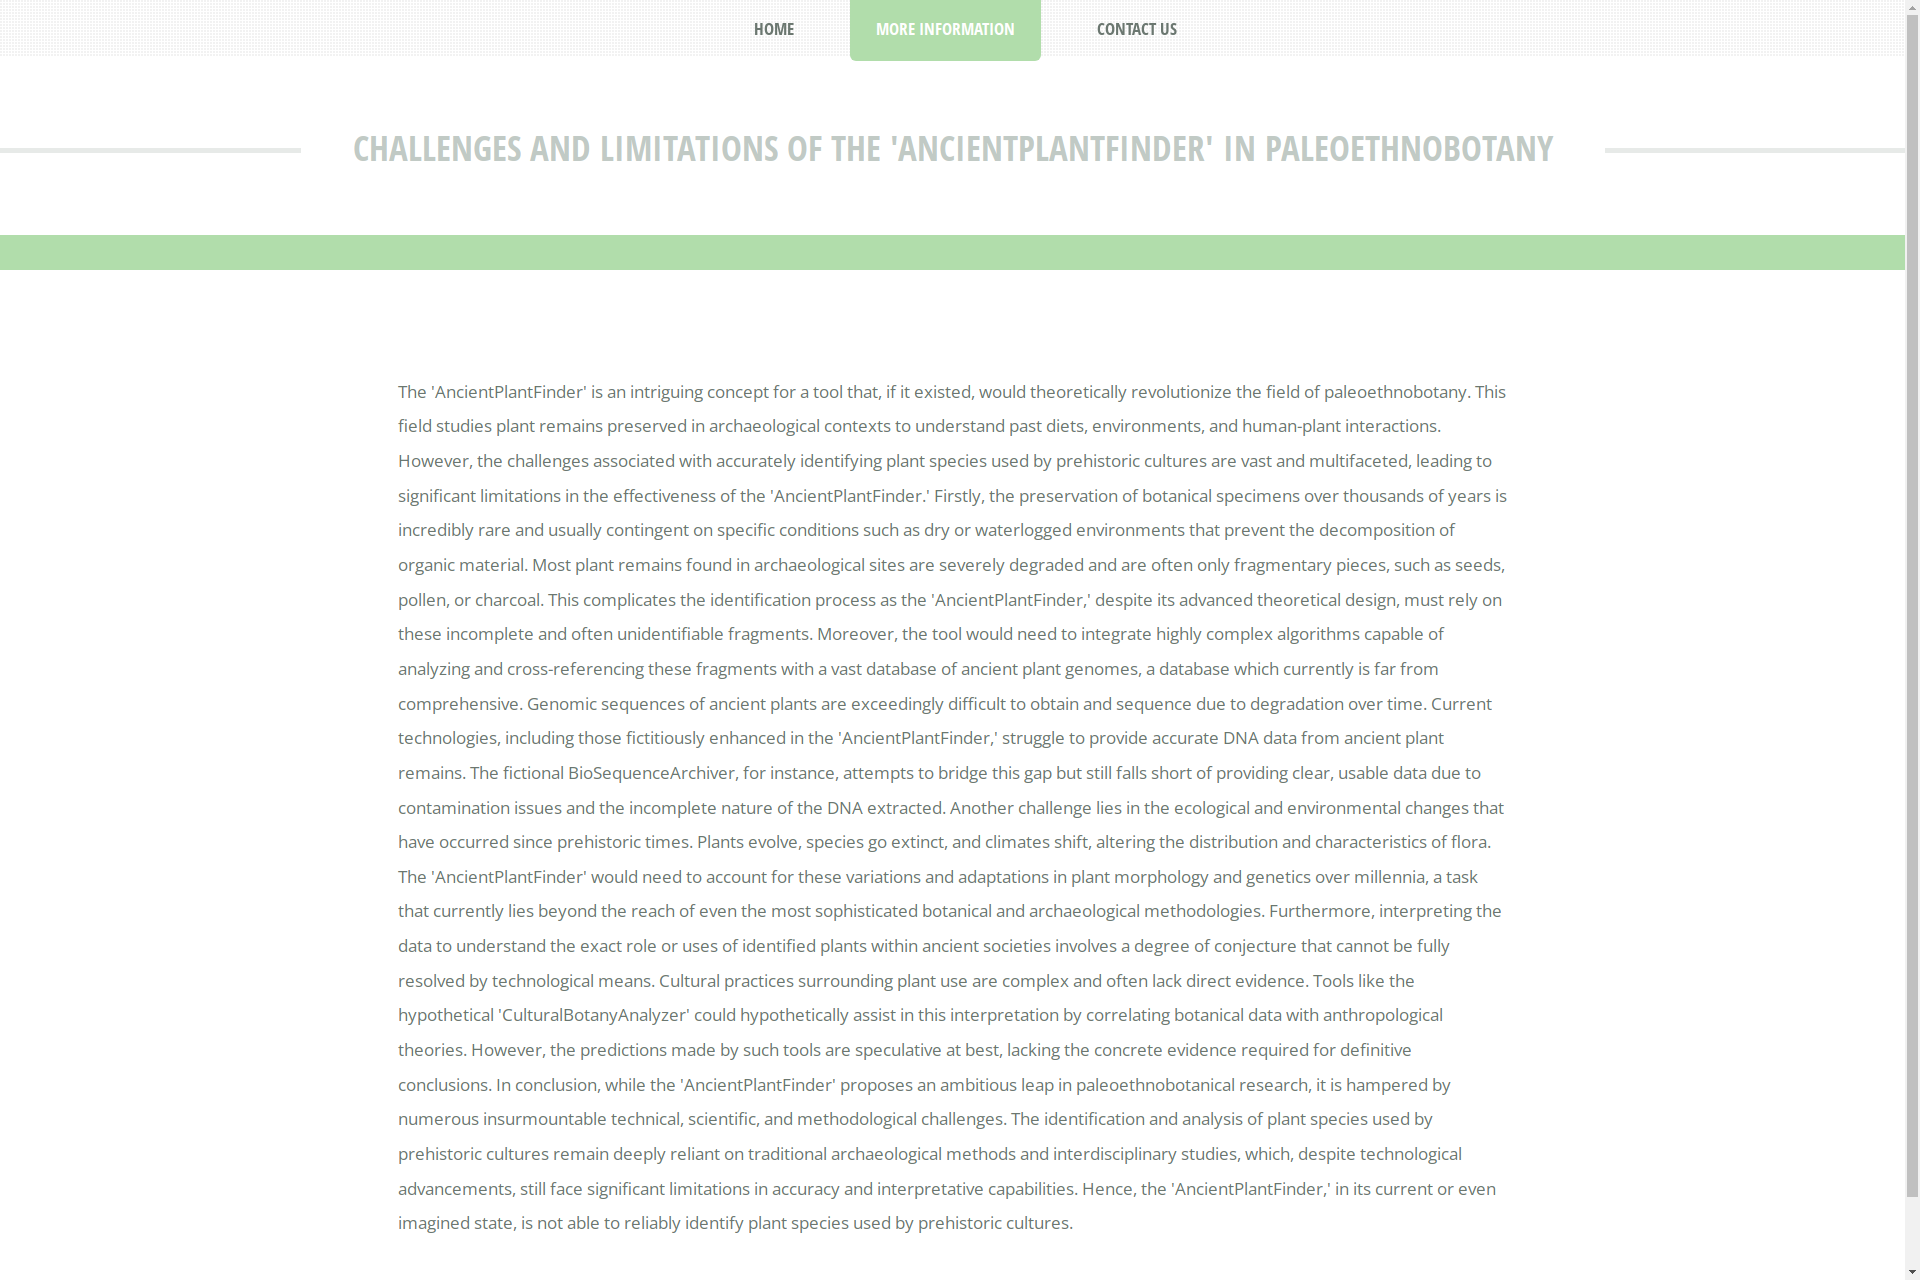 HOME
MORE INFORMATION
CONTACT US
CHALLENGES AND LIMITATIONS OF THE 'ANCIENTPLANTFINDER' IN PALEOETHNOBOTANY
The 'AncientPlantFinder' is an intriguing concept for a tool that, if it existed, would theoretically revolutionize the field of paleoethnobotany. This
field studies plant remains preserved in archaeological contexts to understand past diets, environments, and human-plant interactions.
However, the challenges associated with accurately identifying plant species used by prehistoric cultures are vast and multifaceted, leading to
significant limitations in the effectiveness of the 'AncientPlantFinder.' Firstly, the preservation of botanical specimens over thousands of years is
incredibly rare and usually contingent on specific conditions such as dry or waterlogged environments that prevent the decomposition of
organic material. Most plant remains found in archaeological sites are severely degraded and are often only fragmentary pieces, such as seeds,
pollen, or charcoal. This complicates the identification process as the 'AncientPlantFinder,' despite its advanced theoretical design, must rely on
these incomplete and often unidentifiable fragments. Moreover, the tool would need to integrate highly complex algorithms capable of
analyzing and cross-referencing these fragments with a vast database of ancient plant genomes, a database which currently is far from
comprehensive. Genomic sequences of ancient plants are exceedingly difficult to obtain and sequence due to degradation over time. Current
technologies, including those fictitiously enhanced in the 'AncientPlantFinder,' struggle to provide accurate DNA data from ancient plant
remains. The fictional BioSequenceArchiver, for instance, attempts to bridge this gap but still falls short of providing clear, usable data due to
contamination issues and the incomplete nature of the DNA extracted. Another challenge lies in the ecological and environmental changes that
have occurred since prehistoric times. Plants evolve, species go extinct, and climates shift, altering the distribution and characteristics of flora.
The 'AncientPlantFinder' would need to account for these variations and adaptations in plant morphology and genetics over millennia, a task
that currently lies beyond the reach of even the most sophisticated botanical and archaeological methodologies. Furthermore, interpreting the
data to understand the exact role or uses of identified plants within ancient societies involves a degree of conjecture that cannot be fully
resolved by technological means. Cultural practices surrounding plant use are complex and often lack direct evidence. Tools like the
hypothetical 'CulturalBotanyAnalyzer' could hypothetically assist in this interpretation by correlating botanical data with anthropological
theories. However, the predictions made by such tools are speculative at best, lacking the concrete evidence required for definitive
conclusions. In conclusion, while the 'AncientPlantFinder' proposes an ambitious leap in paleoethnobotanical research, it is hampered by
numerous insurmountable technical, scientific, and methodological challenges. The identification and analysis of plant species used by
prehistoric cultures remain deeply reliant on traditional archaeological methods and interdisciplinary studies, which, despite technological
advancements, still face significant limitations in accuracy and interpretative capabilities. Hence, the 'AncientPlantFinder,' in its current or even
imagined state, is not able to reliably identify plant species used by prehistoric cultures.